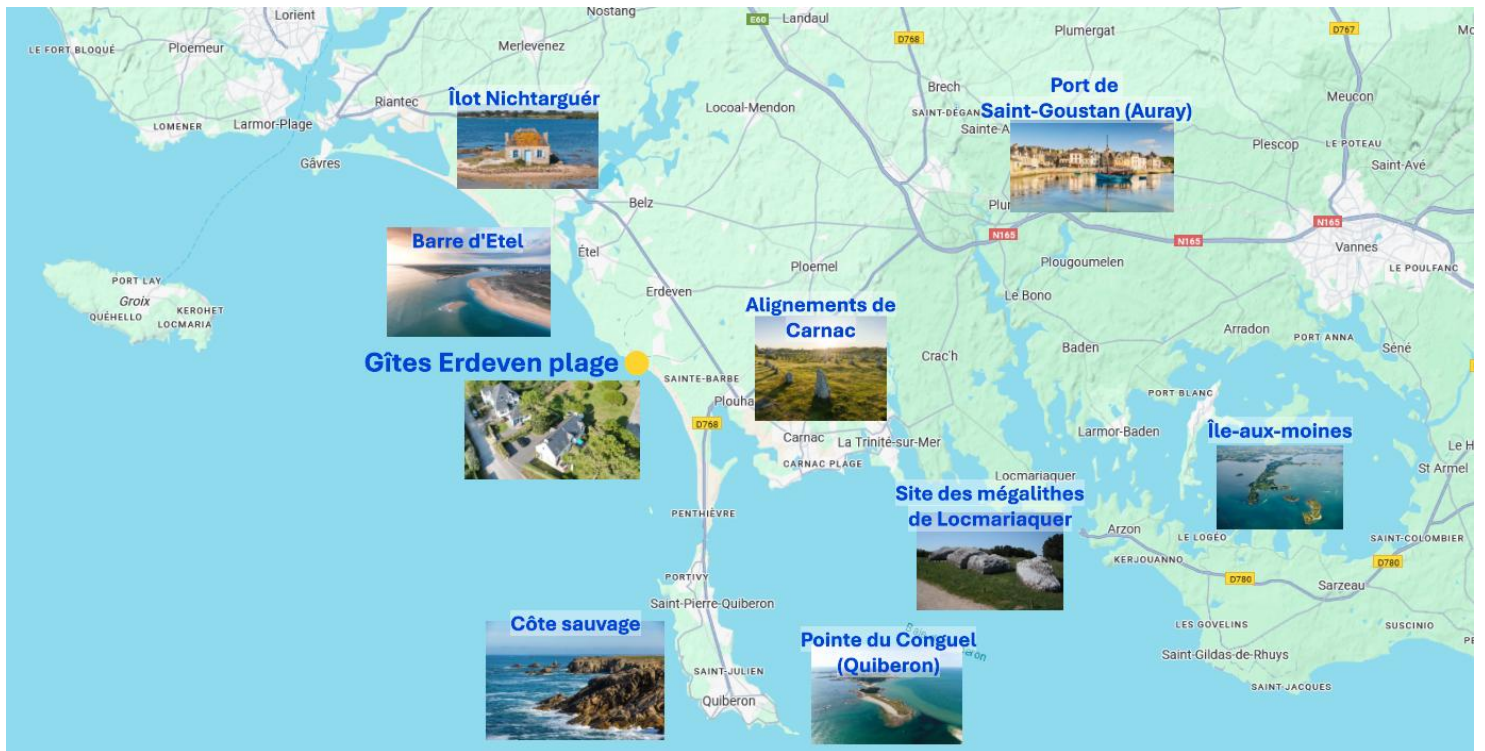 Lorient
Nostang
E60
Landaul
D768
Plumergat
D767
LE FORT BLOQUÉ
Ploemeur
Merlevenez
Brech
Meucon
Îlot Nichtarguér
Port de
Saint-Goustan (Auray)
Riantec
Locoal-Mendon
SAINT-DÉGAN
LOMENER
Larmor-Plage
Plescop
LE POTEAU
Gâvres
Saint-Avé
Belz
N165
N165
N165
Vannes
Barre d'Etel
Étel
Ploemel
Plougoumelen
LE POULFANC
PORT LAY
Groix
QUÉHELLO
KEROHET
LOCMARIA
Erdeven
Le Bono
Alignements de
Carnac
Arradon
PORT ANNA
Séné
Baden
Crac'h
Gîtes Erdeven plage
SAINTE-BARBE
PORT BLANC
D768
Carnac
La Trinité-sur-Mer
Larmor-Baden
Île-aux-moines
CARNAC PLAGE
St Armel
Locmariaquer
Site des mégalithes
de Locmariaquer
PENTHIÈVRE
Arzon
LE LOGÉO
SAINT-COLOMBIER
KERJOUANNO
D780
D780
Sarzeau
PORTIVY
Saint-Pierre-Quiberon
Côte sauvage
LES GOVELINS
SUSCINIO
Pointe du Conguel
(Quiberon)
Saint-Gildas-de-Rhuys
SAINT-JULIEN
SAINT-JACQUES
Quiberon